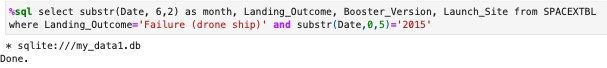 %sql select substr(Date, 6,2) as month, Landing_Outcome, Booster_Version, Launch_Site from SPACEXTBL
where Landing_Outcome='Failure (drone ship)' and substr(Date,0,5)='2015'
* sqlite:///my_data1.db
Done.